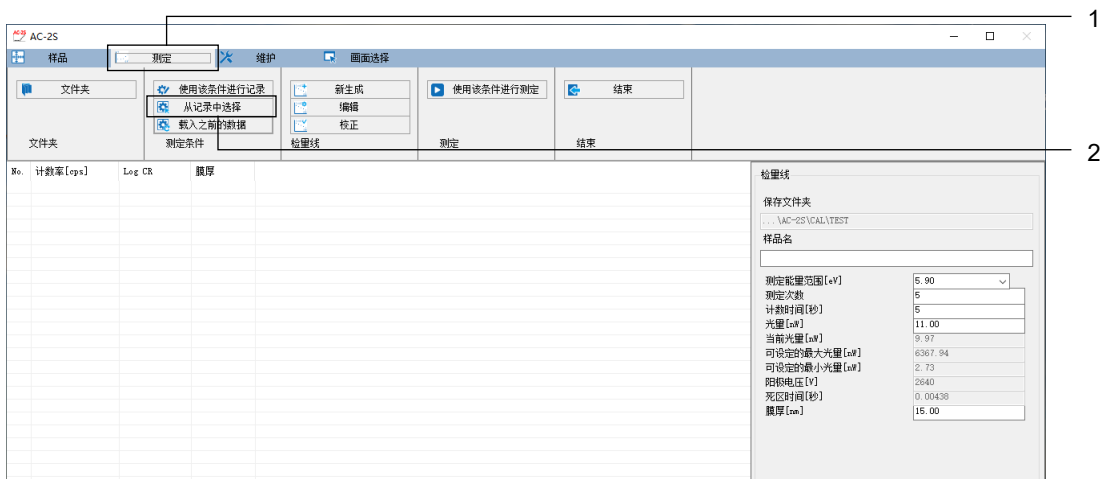 1
AC-2S AC-2S
样品 测定 维护 画面选择
文件夹 使用该条件进行记录 新生成 使用该条件进行测定 结束
从记录中选择 编辑
载入之前的数据 校正
文件夹 测定条件 检量线 测定 结束
2
No. 计数率[cps] Log CR 膜厚
检量线
保存文件夹
...\AC-2S\CAL\TEST
样品名
测定能量范围[eV] 5.90
测定次数 5
计数时间[秒] 5
光量[nW] 11.00
当前光量[nW] 9.97
可设定的最大光量[nW] 6367.94
可设定的最小光量[nW] 2.73
阳极电压[V] 2640
死区时间[秒] 0.00438
膜厚[nm] 15.00